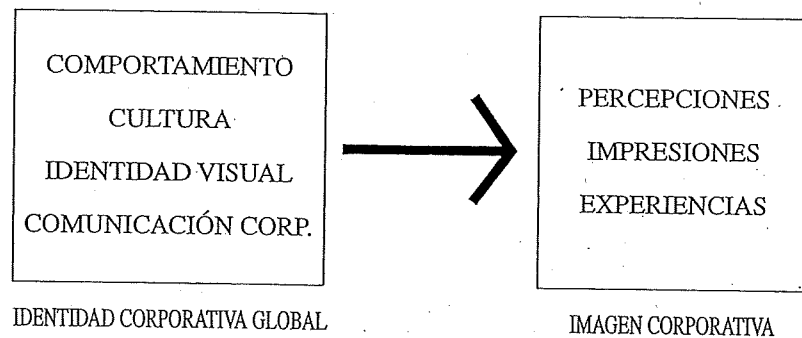 COMPORTAMIENTO
CULTURA
IDENTIDAD VISUAL
COMUNICACIÓN CORP.
IDENTIDAD CORPORATIVA GLOBAL
PERCEPCIONES
IMPRESIONES
EXPERIENCIAS
IMAGEN CORPORATIVA